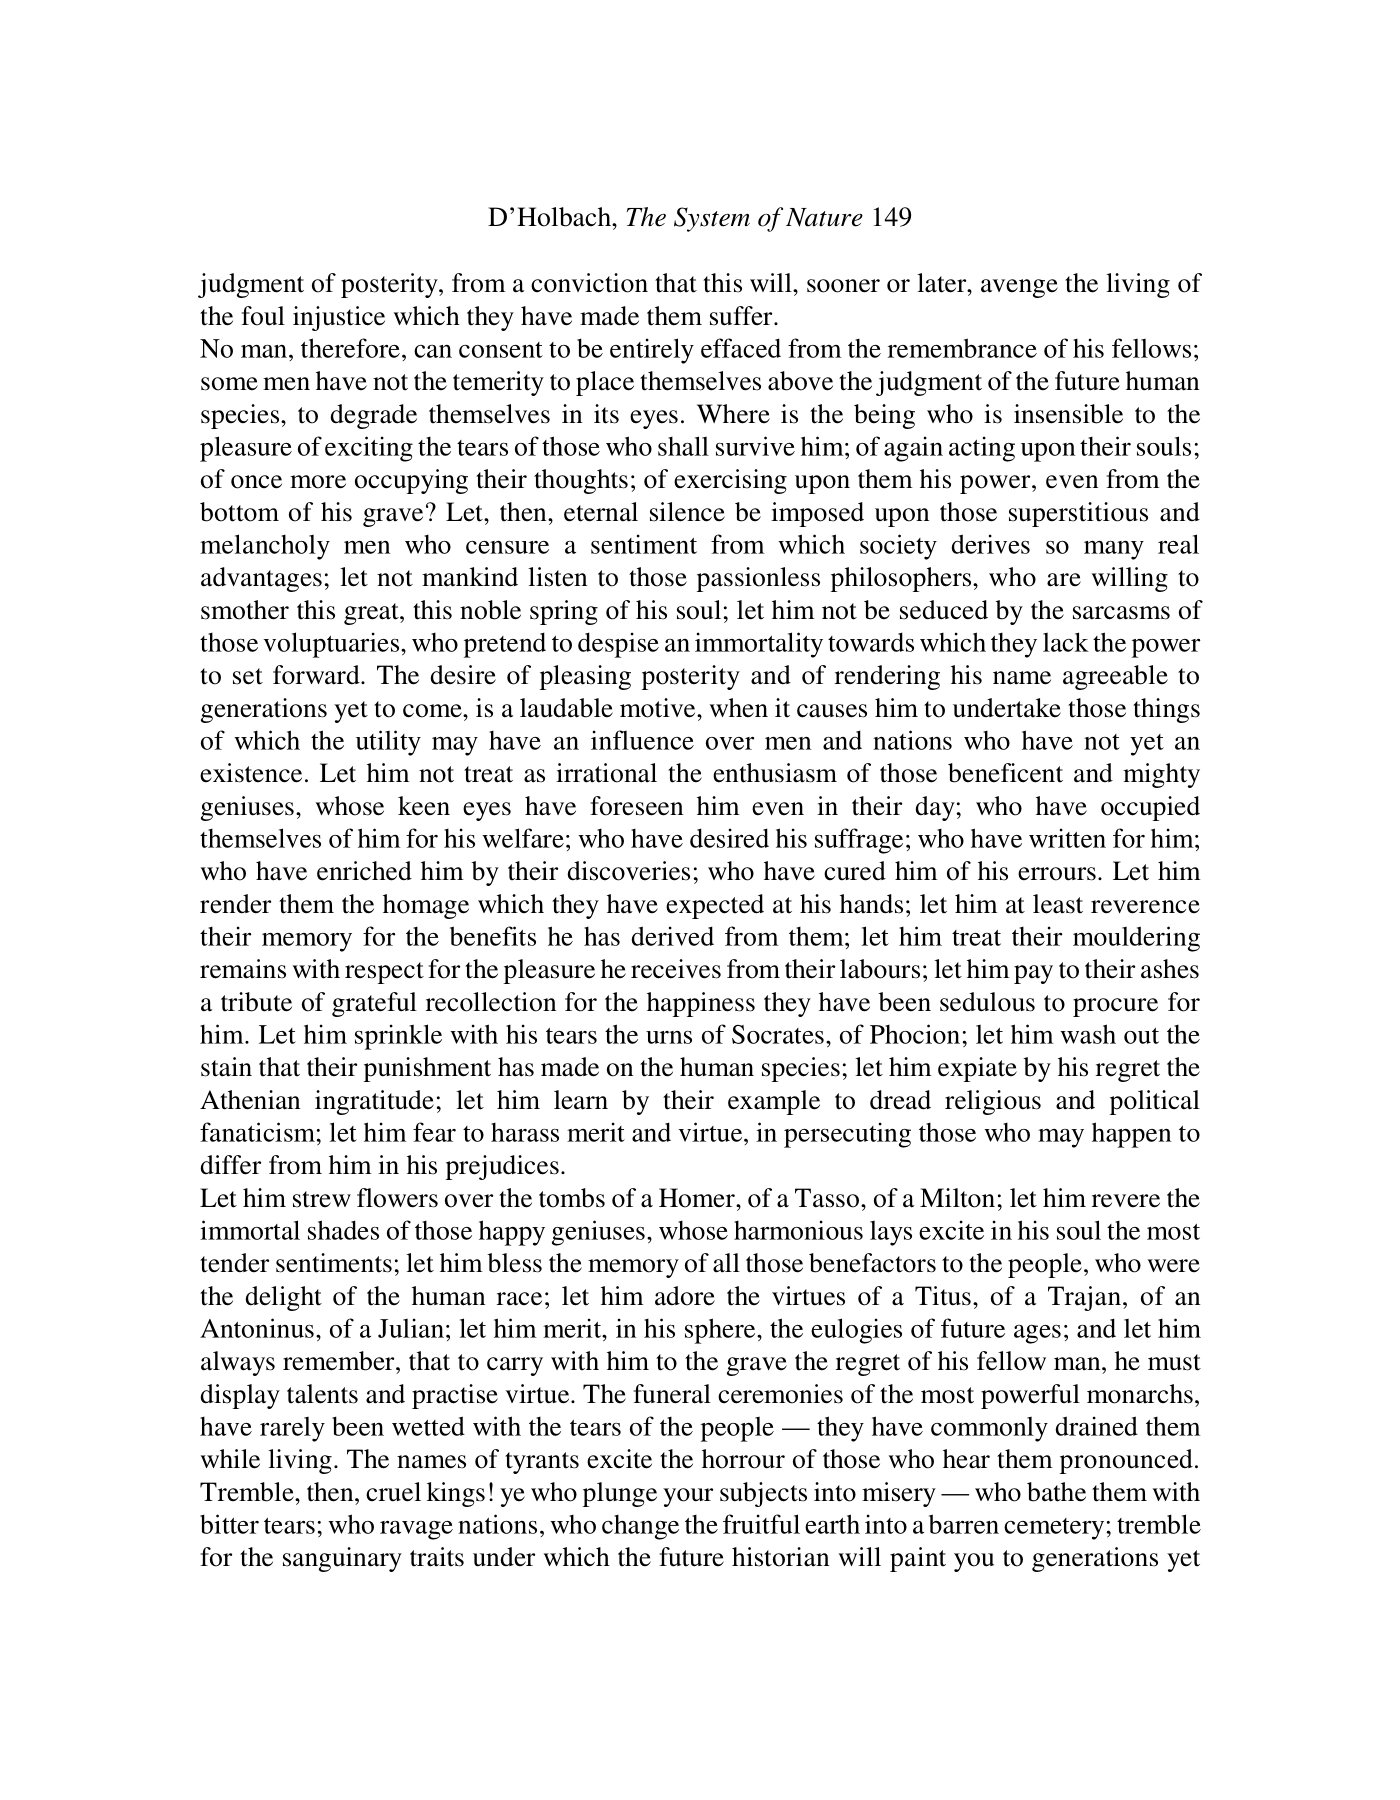 D’Holbach, The System of Nature 149
judgment of posterity, from a conviction that this will, sooner or later, avenge the living of
the foul injustice which they have made them suffer.
No man, therefore, can consent to be entirely effaced from the remembrance of his fellows;
some men have not the temerity to place themselves above the judgment of the future human
species, to degrade themselves in its eyes. Where is the being who is insensible to the
pleasure of exciting the tears of those who shall survive him; of again acting upon their souls;
of once more occupying their thoughts; of exercising upon them his power, even from the
bottom of his grave? Let, then, eternal silence be imposed upon those superstitious and
melancholy men who censure a sentiment from which society derives so many real
advantages; let not mankind listen to those passionless philosophers, who are willing to
smother this great, this noble spring of his soul; let him not be seduced by the sarcasms of
those voluptuaries, who pretend to despise an immortality towards which they lack the power
to set forward. The desire of pleasing posterity and of rendering his name agreeable to
generations yet to come, is a laudable motive, when it causes him to undertake those things
of which the utility may have an influence over men and nations who have not yet an
existence. Let him not treat as irrational the enthusiasm of those beneficent and mighty
geniuses, whose keen eyes have foreseen him even in their day; who have occupied
themselves of him for his welfare; who have desired his suffrage; who have written for him;
who have enriched him by their discoveries; who have cured him of his errours. Let him
render them the homage which they have expected at his hands; let him at least reverence
their memory for the benefits he has derived from them; let him treat their mouldering
remains with respect for the pleasure he receives from their labours; let him pay to their ashes
a tribute of grateful recollection for the happiness they have been sedulous to procure for
him. Let him sprinkle with his tears the urns of Socrates, of Phocion; let him wash out the
stain that their punishment has made on the human species; let him expiate by his regret the
Athenian ingratitude; let him learn by their example to dread religious and political
fanaticism; let him fear to harass merit and virtue, in persecuting those who may happen to
differ from him in his prejudices.
Let him strew flowers over the tombs of a Homer, of a Tasso, of a Milton; let him revere the
immortal shades of those happy geniuses, whose harmonious lays excite in his soul the most
tender sentiments; let him bless the memory of all those benefactors to the people, who were
the delight of the human race; let him adore the virtues of a Titus, of a Trajan, of an
Antoninus, of a Julian; let him merit, in his sphere, the eulogies of future ages; and let him
always remember, that to carry with him to the grave the regret of his fellow man, he must
display talents and practise virtue. The funeral ceremonies of the most powerful monarchs,
have rarely been wetted with the tears of the people — they have commonly drained them
while living. The names of tyrants excite the horrour of those who hear them pronounced.
Tremble, then, cruel kings! ye who plunge your subjects into misery — who bathe them with
bitter tears; who ravage nations, who change the fruitful earth into a barren cemetery; tremble
for the sanguinary traits under which the future historian will paint you to generations yet